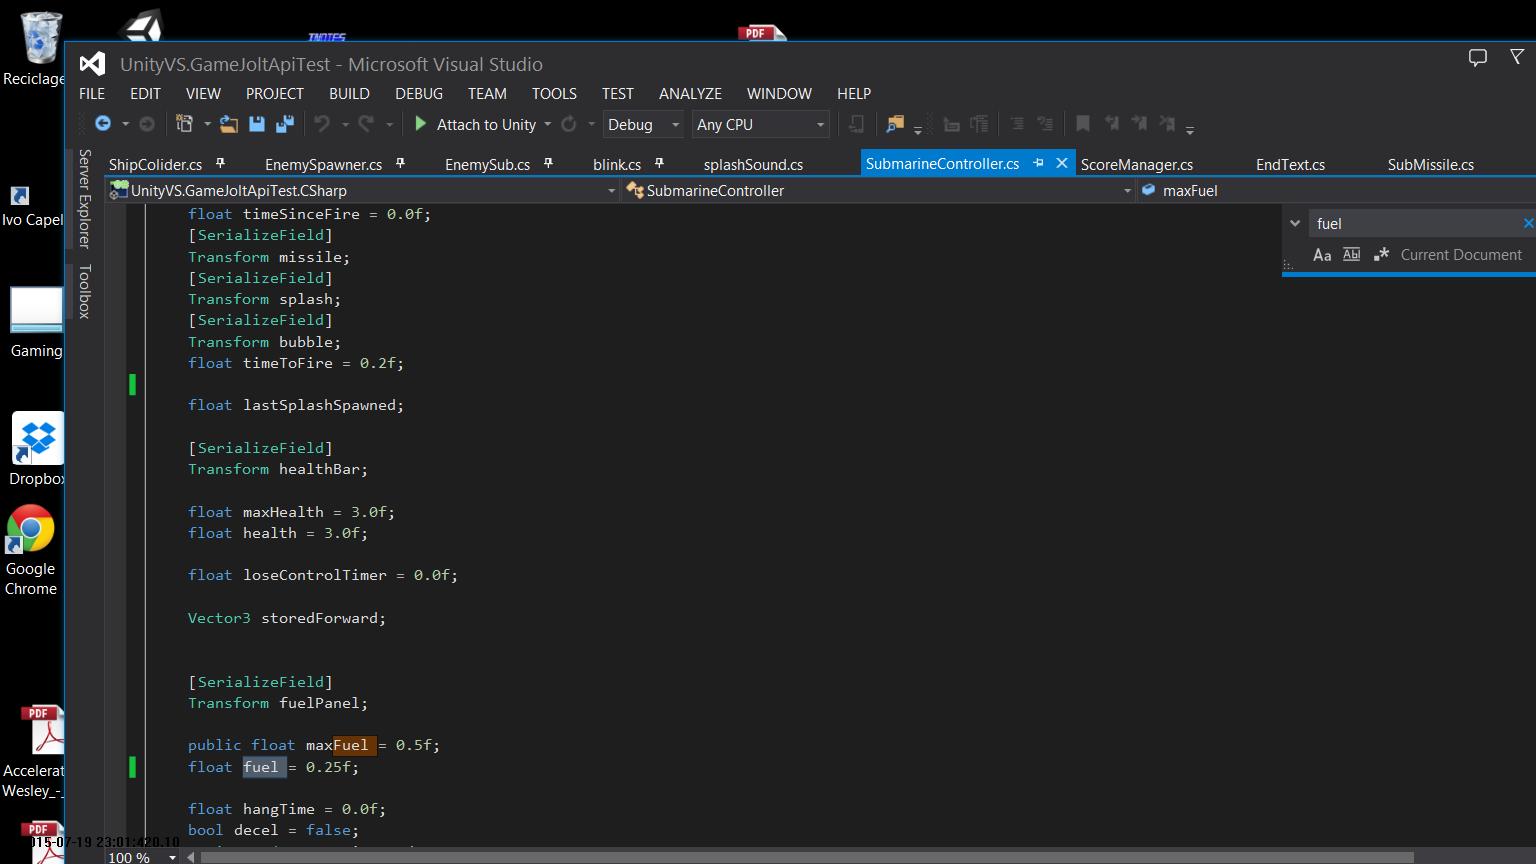 Reciclage
INOTES
PDF
UnityVS.GameJoltApiTest - Microsoft Visual Studio
FILE EDIT VIEW PROJECT BUILD DEBUG TEAM TOOLS TEST ANALYZE WINDOW HELP
Attach to Unity Debug Any CPU
ShipColider.cs EnemySpawner.cs EnemySub.cs blink.cs splashSound.cs SubmarineController.cs ScoreManager.cs EndText.cs SubMissile.cs
UnityVS.GameJoltApiTest.CSharp SubmarineController maxFuel
Server Explorer
Toolbox
fuel
Aa Abl Current Document
Ivo Capel
Gaming
Dropbox
Google
Chrome
PDF
Accelerat
Wesley_-_
PDF
float timeSinceFire = 0.0f;
[SerializeField]
Transform missile;
[SerializeField]
Transform splash;
[SerializeField]
Transform bubble;
float timeToFire = 0.2f;
float lastSplashSpawned;
[SerializeField]
Transform healthBar;
float maxHealth = 3.0f;
float health = 3.0f;
float loseControlTimer = 0.0f;
Vector3 storedForward;
[SerializeField]
Transform fuelPanel;
public float maxFuel = 0.5f;
float fuel = 0.25f;
float hangTime = 0.0f;
bool decel = false;
015-07-19 23:01:420.10
100 %